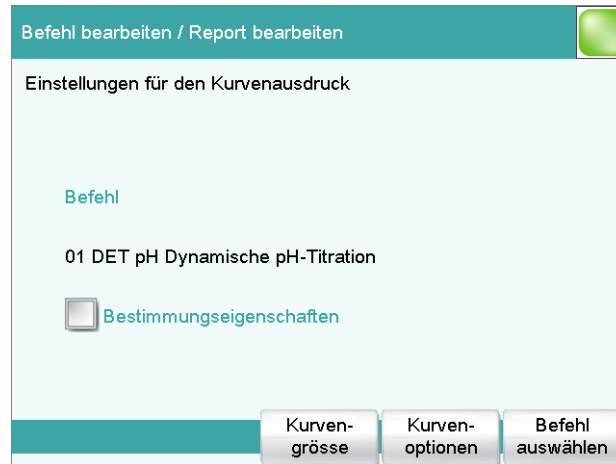 Befehl bearbeiten / Report bearbeiten
Einstellungen für den Kurvenausdruck
Befehl
01 DET pH Dynamische pH-Titration
Bestimmungseigenschaften
Kurven-
grösse
Kurven-
optionen
Befehl
auswählen